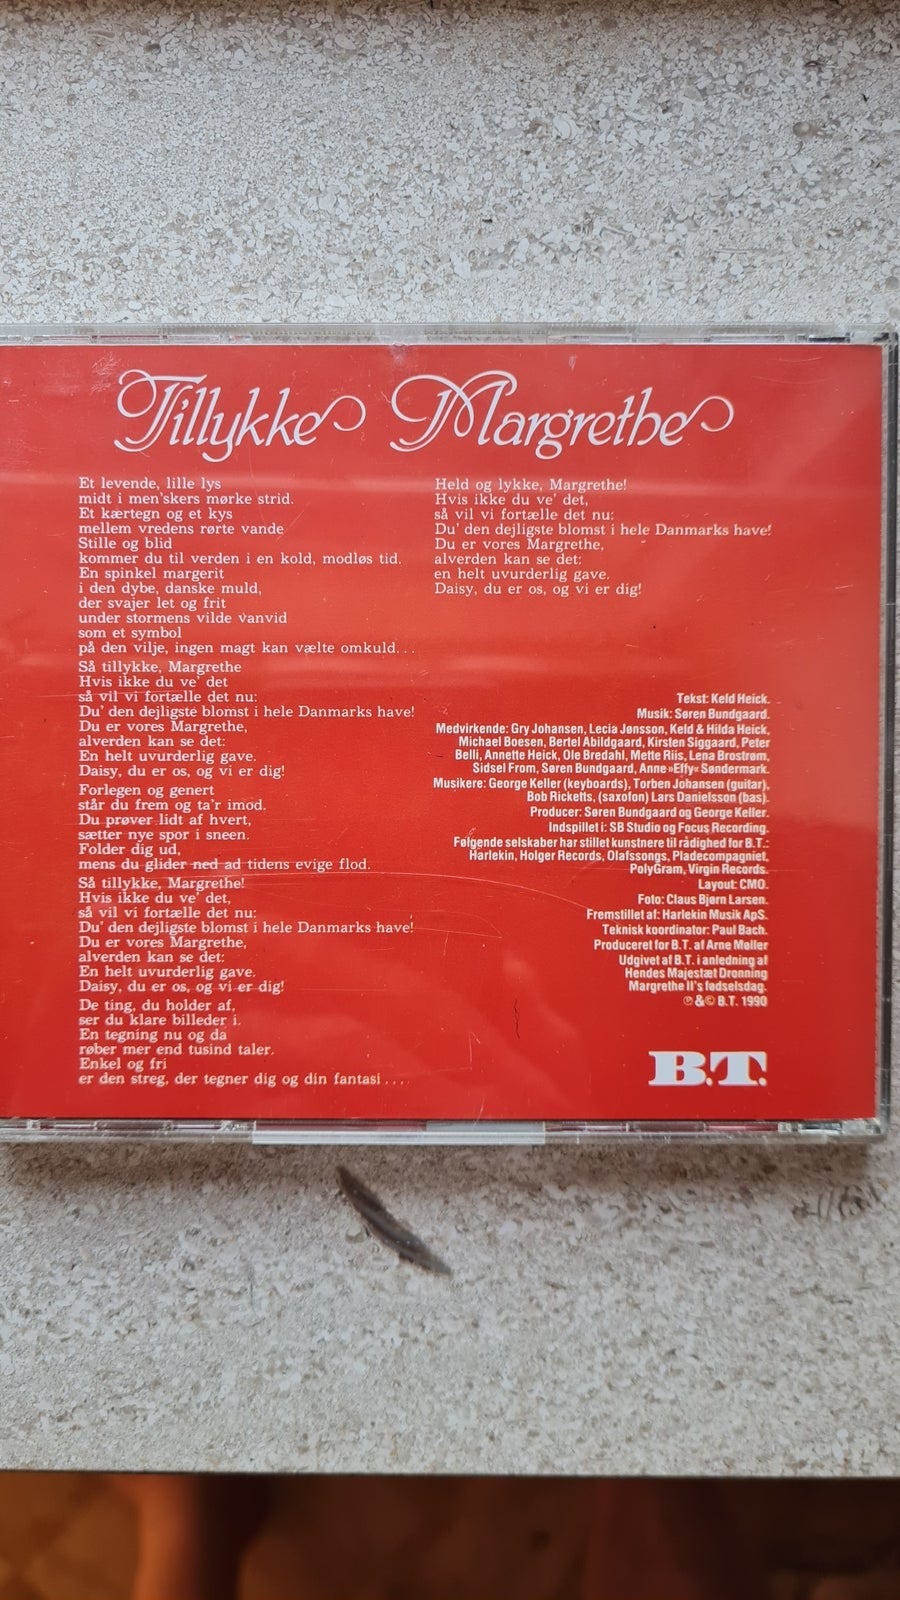 Tillykke Margrethe
Et levende, lille lys
midt i men'skers mørke strid.
Et kærtegn og et kys
mellem vredens rørte vande
Stille og blid
kommer du til verden i en kold, modløs tid.
En spinkel margerit
i den dybe, danske muld,
der svajer let og frit
under stormens vilde vanvid
som et symbol
på den vilje, ingen magt kan vælte omkuld...
Så tillykke, Margrethe
Hvis ikke du ve' det
så vil vi fortælle det nu:
Du' den dejligste blomst i hele Danmarks have!
Du er vores Margrethe,
alverden kan se det:
En helt uvurderlig gave.
Daisy, du er os, og vi er dig!
Forlegen og genert
står du frem og ta'r imod.
Du prøver lidt af hvert,
sætter nye spor i sneen.
Folder dig ud,
mens du glider ned ad tidens evige flod.
Så tillykke, Margrethe!
Hvis ikke du ve' det,
så vil vi fortælle det nu:
Du' den dejligste blomst i hele Danmarks have!
Du er vores Margrethe,
alverden kan se det:
En helt uvurderlig gave.
Daisy, du er os, og vi er dig!
De ting, du holder af,
ser du klare billeder i.
En tegning nu og da
røber mer end tusind taler.
Enkel og fri
er den streg, der tegner dig og din fantasi....
Held og lykke, Margrethe!
Hvis ikke du ve' det,
så vil vi fortælle det nu:
Du' den dejligste blomst i hele Danmarks have!
Du er vores Margrethe,
alverden kan se det:
en helt uvurderlig gave.
Daisy, du er os, og vi er dig!
Tekst: Keld Heick.
Musik: Søren Bundgaard.
Medvirkende: Gry Johansen, Lecia Jønsson, Keld & Hilda Heick,
Michael Boesen, Bertel Abildgaard, Kirsten Siggaard, Peter
Belli, Annette Heick, Ole Bredahl, Mette Riis, Lena Brostrøm,
Sidsel From, Søren Bundgaard, Anne »Effy« Søndermark.
Musikere: George Keller (keyboards), Torben Johansen (guitar),
Bob Ricketts, (saxofon) Lars Danielsson (bas).
Producer: Søren Bundgaard og George Keller.
Indspillet i: SB Studio og Focus Recording.
Følgende selskaber har stillet kunstnere til rådighed for B.T.:
Harlekin, Holger Records, Olafssongs, Pladecompagniet,
PolyGram, Virgin Records.
Layout: CMO.
Foto: Claus Bjørn Larsen.
Fremstillet af: Harlekin Musik ApS.
Teknisk koordinator: Paul Bach.
Produceret for B.T. af Arne Møller
Udgivet af B.T. i anledning af
Hendes Majestæt Dronning
Margrethe II's fødselsdag.
℗&© B.T. 1990
B.T.